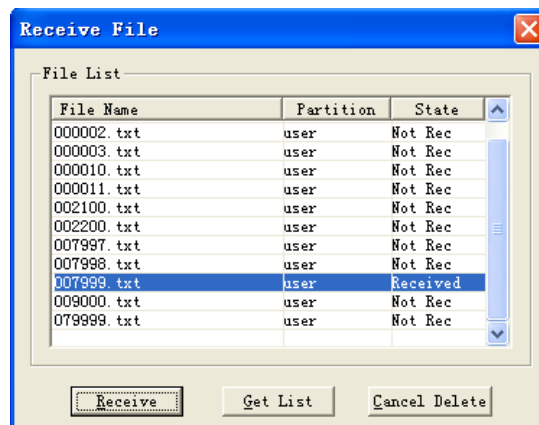 Receive File
File List
File Name Partition State
000002.txt user Not Rec
000003.txt user Not Rec
000010.txt user Not Rec
000011.txt user Not Rec
002100.txt user Not Rec
002200.txt user Not Rec
007997.txt user Not Rec
007998.txt user Not Rec
007999.txt user Received
009000.txt user Not Rec
079999.txt user Not Rec
Receive Get List Cancel Delete